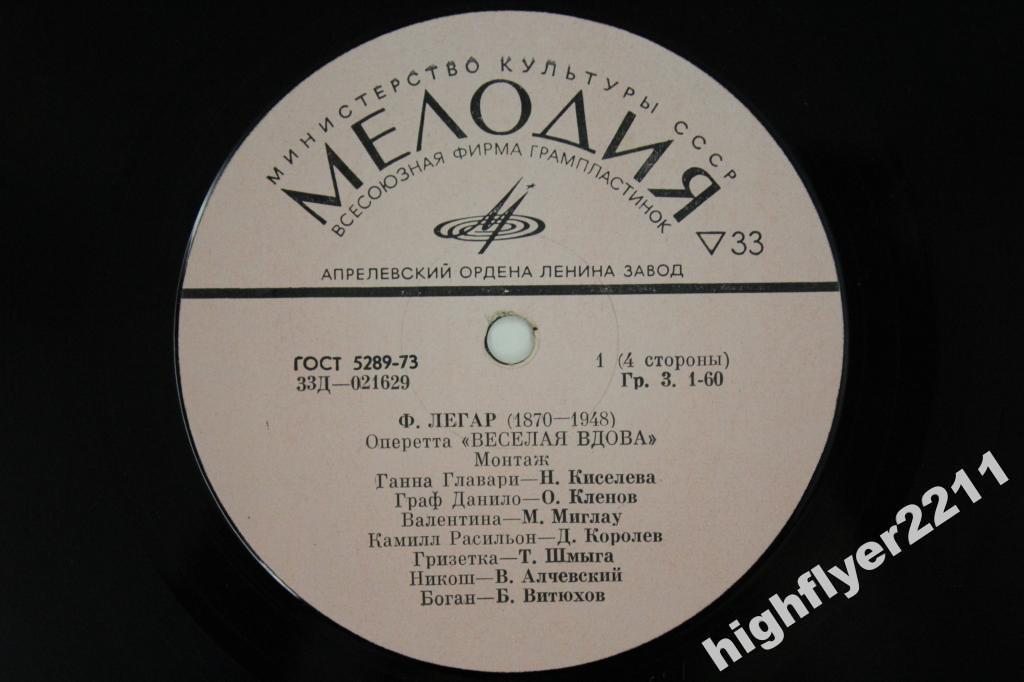 МИНИСТЕРСТВО КУЛЬТУРЫ СССР
МЕЛОДИЯ
ВСЕСОЮЗНАЯ ФИРМА ГРАМПЛАСТИНОК
33
АПРЕЛЕВСКИЙ ОРДЕНА ЛЕНИНА ЗАВОД
ГОСТ 5289-73 1 (4 стороны)
33Д—021629 Гр. 3. 1-60
Ф. ЛЕГАР (1870—1948)
Оперетта «ВЕСЕЛАЯ ВДОВА»
Монтаж
Ганна Главари—Н. Киселева
Граф Данило—О. Кленов
Валентина—М. Миглау
Камилл Расильон—Д. Королев
Гризетка—Т. Шмыга
Никош—В. Алчевский
Боган—Б. Витюхов
highflyer2211